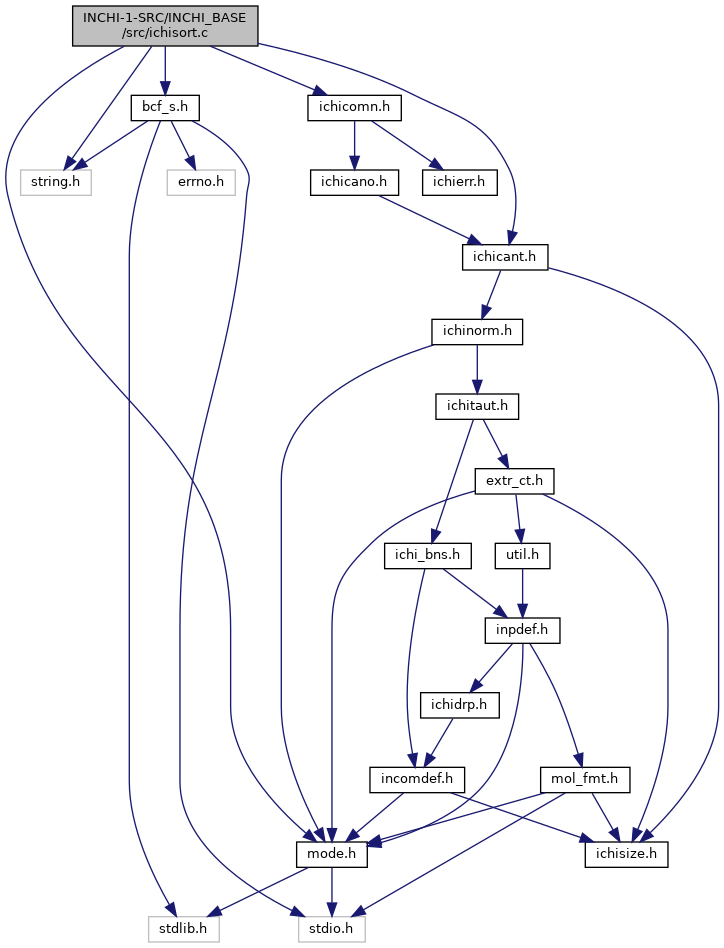 INCHI-1-SRC/INCHI_BASE
/src/ichisort.c
bcf_s.h
ichicomn.h
string.h
errno.h
ichicano.h
ichierr.h
ichicant.h
ichinorm.h
ichitaut.h
extr_ct.h
ichi_bns.h
util.h
inpdef.h
ichidrp.h
incomdef.h
mol_fmt.h
mode.h
ichisize.h
stdlib.h
stdio.h